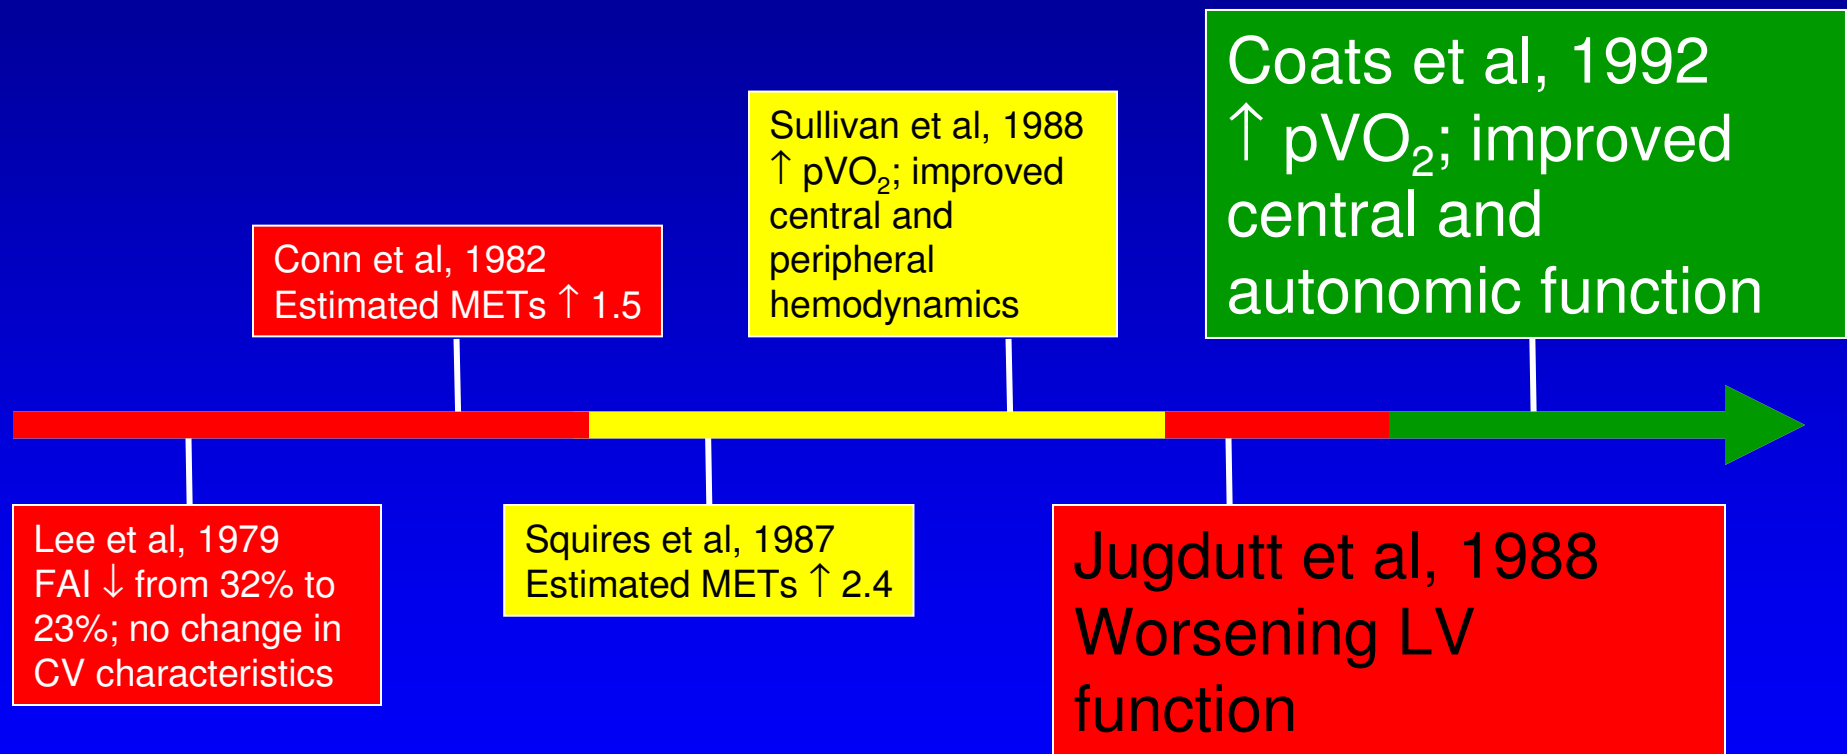 Coats et al, 1992
↑ pVO₂; improved
central and
autonomic function
Sullivan et al, 1988
↑ pVO₂; improved
central and
peripheral
hemodynamics
Conn et al, 1982
Estimated METs ↑ 1.5
Lee et al, 1979
FAI ↓ from 32% to
23%; no change in
CV characteristics
Squires et al, 1987
Estimated METs ↑ 2.4
Jugdutt et al, 1988
Worsening LV
function